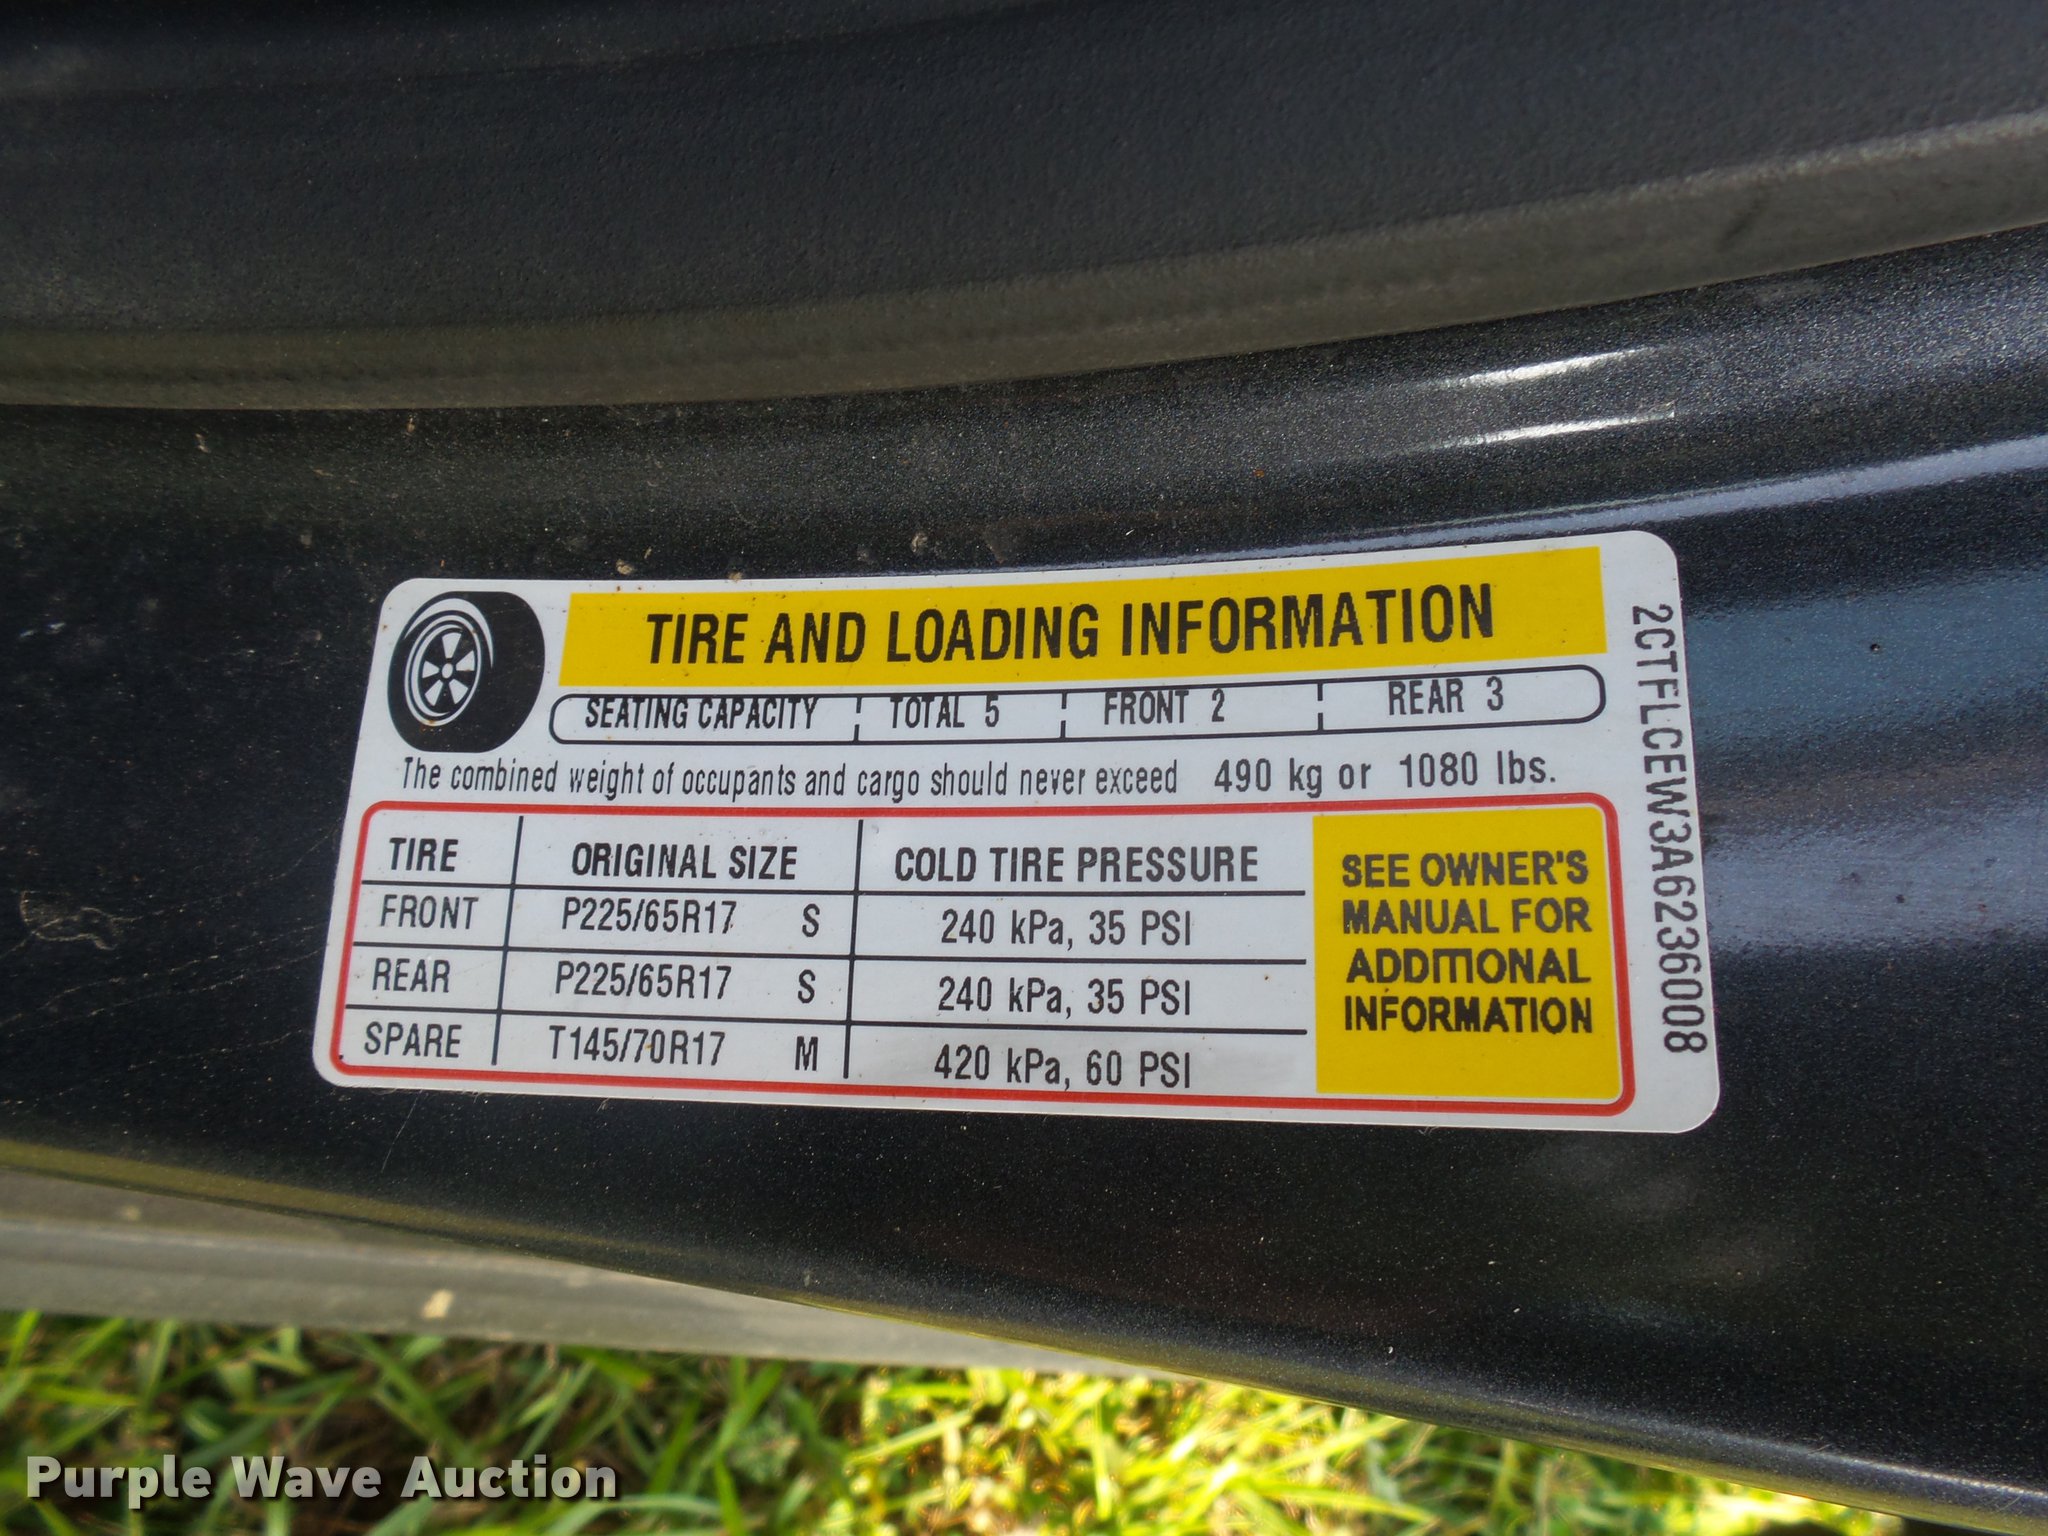 TIRE AND LOADING INFORMATION
SEATING CAPACITY TOTAL 5 FRONT 2 REAR 3
The combined weight of occupants and cargo should never exceed 490 kg or 1080 lbs.
TIRE ORIGINAL SIZE COLD TIRE PRESSURE
FRONT P225/65R17 S 240 kPa, 35 PSI
REAR P225/65R17 S 240 kPa, 35 PSI
SPARE T145/70R17 M 420 kPa, 60 PSI
SEE OWNER'S
MANUAL FOR
ADDITIONAL
INFORMATION
2CTFLCEW3A6236008
Purple Wave Auction